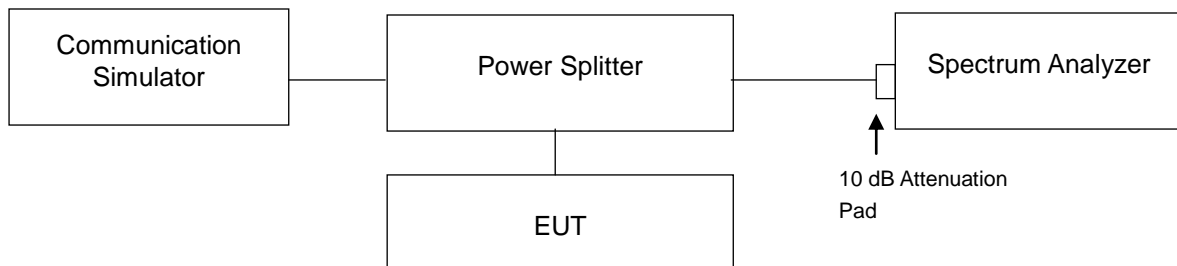 Communication
Simulator
Power Splitter
Spectrum Analyzer
10 dB Attenuation
Pad
EUT